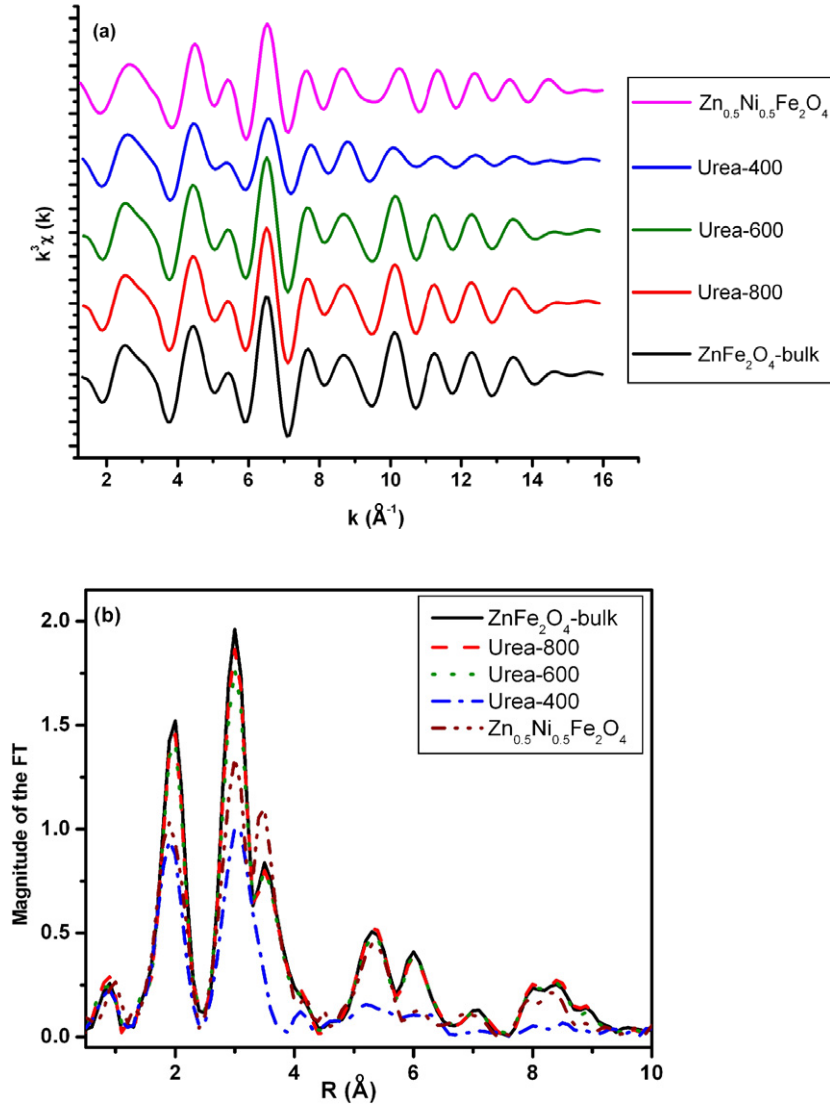 (a)
k³χ (k)
2 4 6 8 10 12 14 16
k (Å⁻¹)
Zn₀.₅Ni₀.₅Fe₂O₄
Urea-400
Urea-600
Urea-800
ZnFe₂O₄-bulk
(b)
ZnFe₂O₄-bulk
Urea-800
Urea-600
Urea-400
Zn₀.₅Ni₀.₅Fe₂O₄
Magnitude of the FT
2.0
1.5
1.0
0.5
0.0
2 4 6 8 10
R (Å)